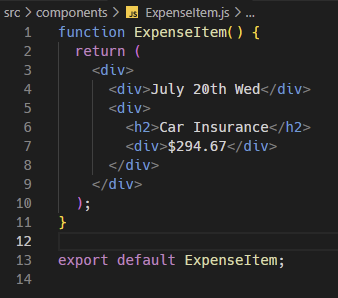 src > components > JS ExpenseItem.js > ...
1 function ExpenseItem() {
2   return (
3     <div>
4       <div>July 20th Wed</div>
5       <div>
6         <h2>Car Insurance</h2>
7         <div>$294.67</div>
8       </div>
9     </div>
10   );
11 }
12
13 export default ExpenseItem;
14